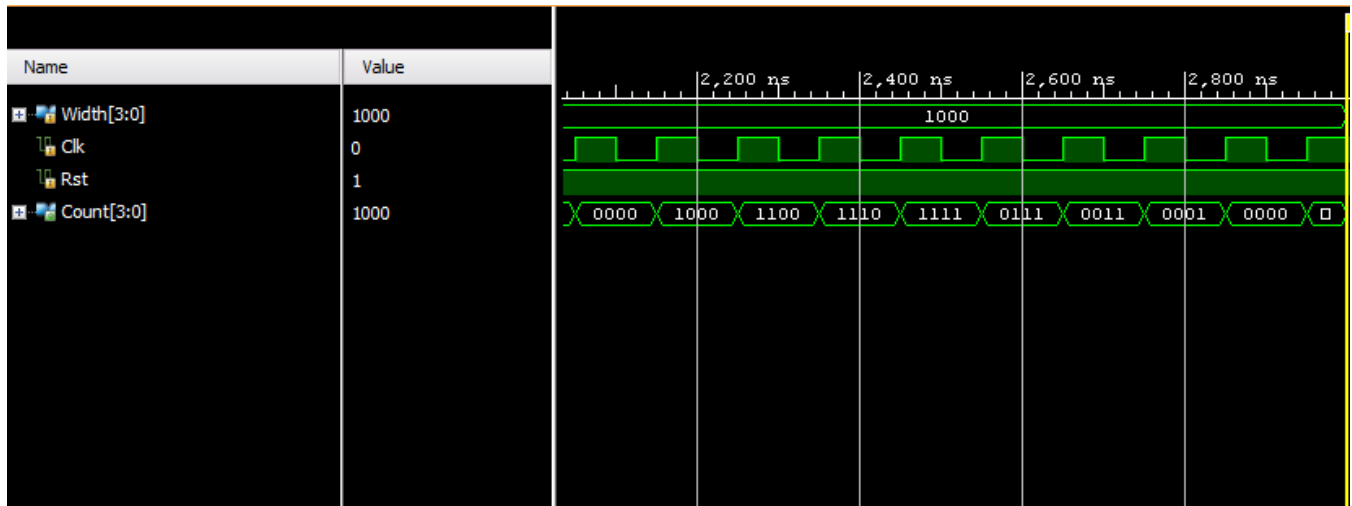 Name Value
2,200 ns 2,400 ns 2,600 ns 2,800 ns
Width[3:0] 1000 1000
Clk 0
Rst 1
Count[3:0] 1000 0000 1000 1100 1110 1111 0111 0011 0001 0000